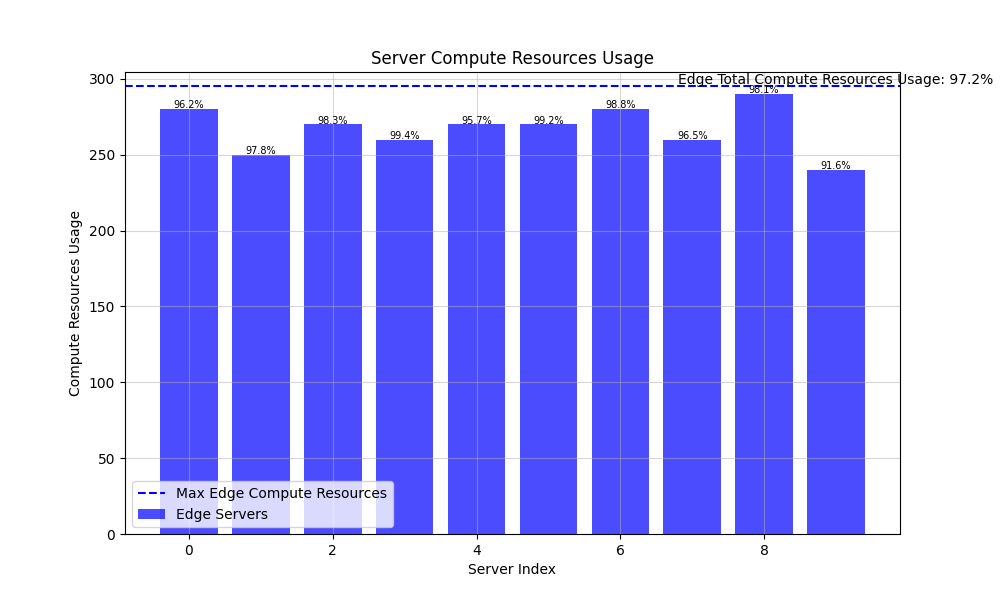 Server Compute Resources Usage
Edge Total Compute Resources Usage: 97.2%
96.2%
97.8%
98.3%
99.4%
95.7%
99.2%
98.8%
96.5%
98.1%
91.6%
300
250
200
150
100
50
0
Compute Resources Usage
Max Edge Compute Resources
Edge Servers
0 2 4 6 8
Server Index